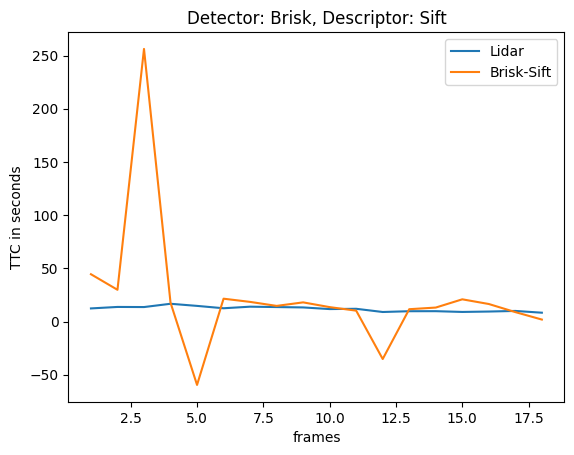 Detector: Brisk, Descriptor: Sift
Lidar
Brisk-Sift
TTC in seconds
250
200
150
100
50
0
−50
2.5 5.0 7.5 10.0 12.5 15.0 17.5
frames